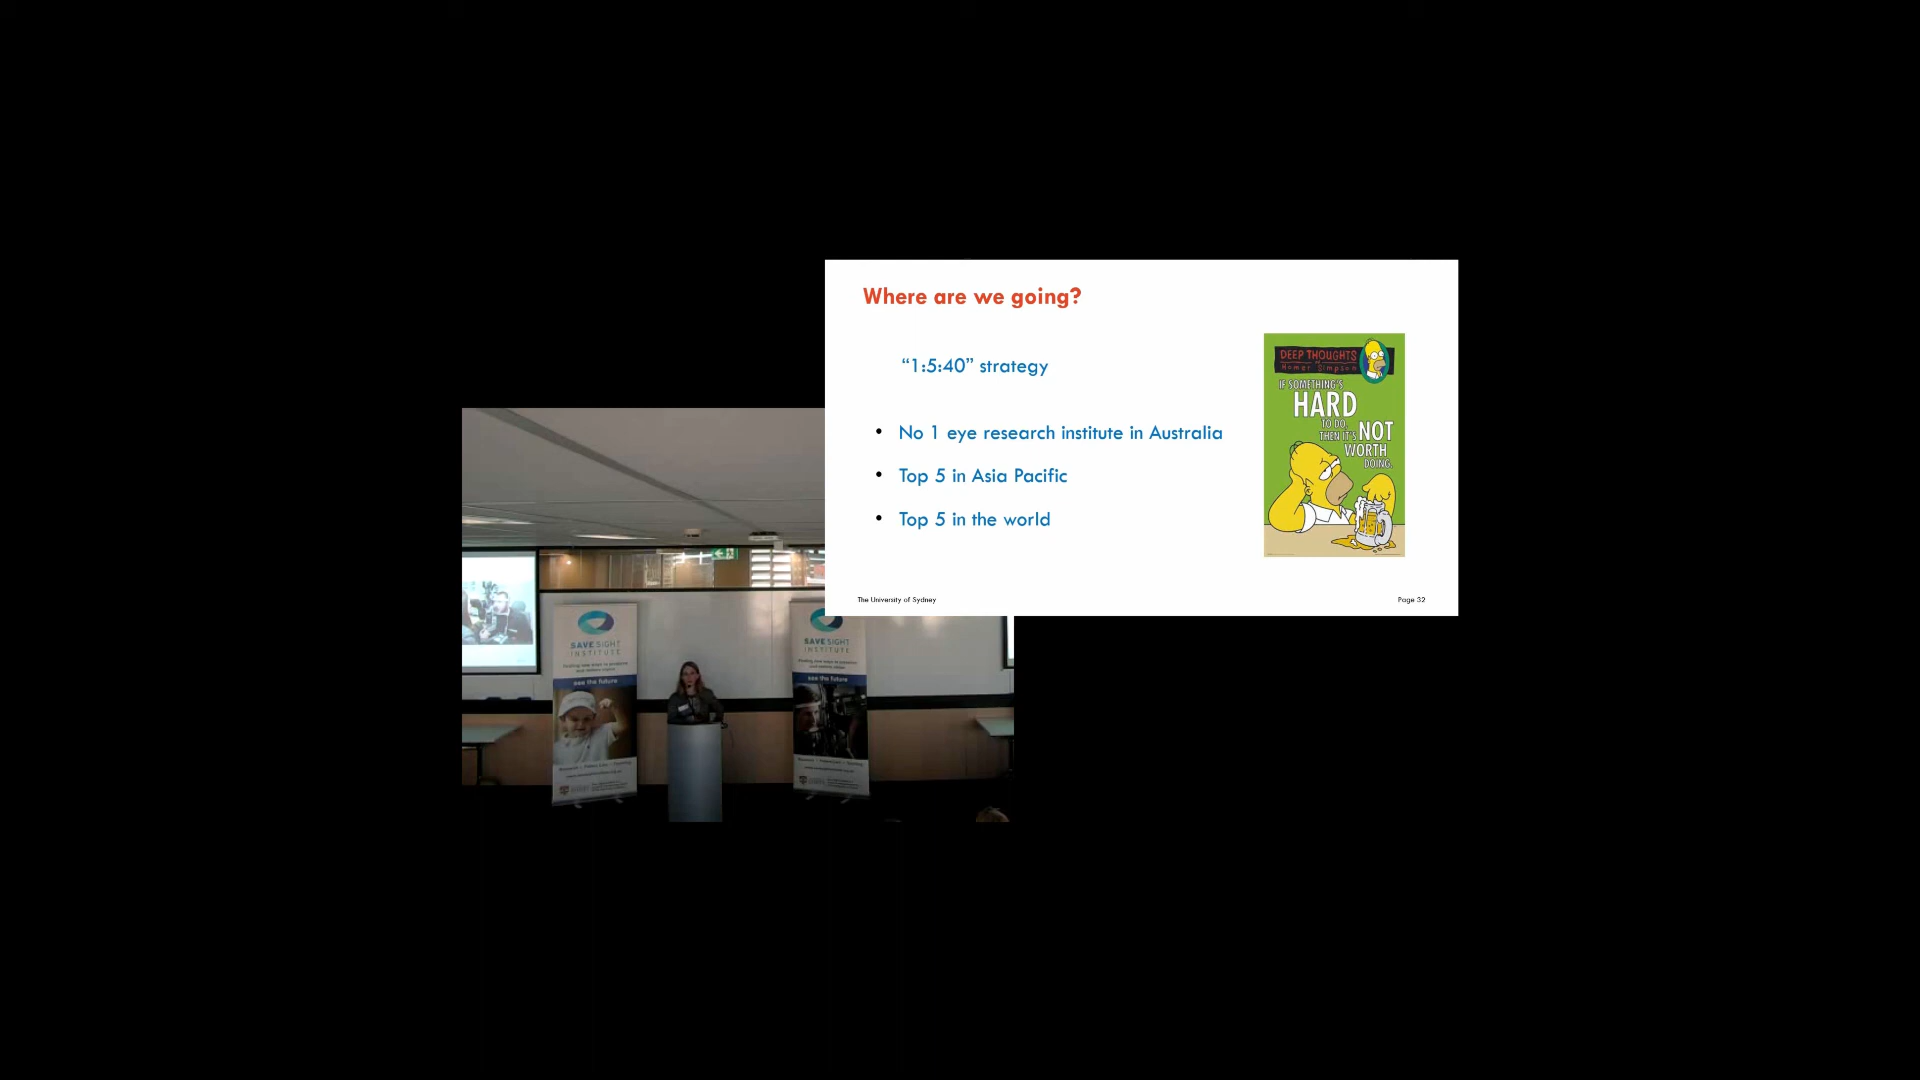 Where are we going?
“1:5:40” strategy
• No 1 eye research institute in Australia
• Top 5 in Asia Pacific
• Top 5 in the world
DEEP THOUGHTS
of
Homer Simpson
IF SOMETHING'S
HARD
TO DO,
THEN IT'S NOT
WORTH
DOING.
The University of Sydney
Page 32
SAVE SIGHT
INSTITUTE
see the future
SAVE SIGHT
INSTITUTE
see the future